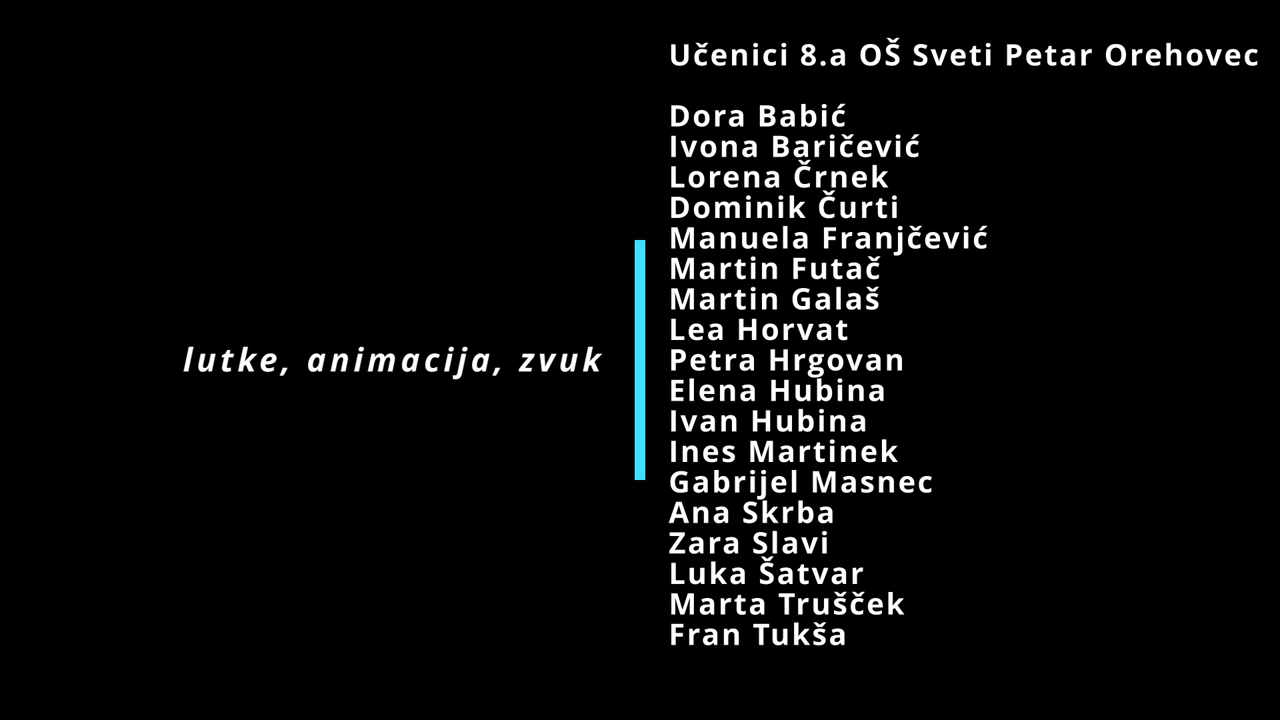 lutke, animacija, zvuk
Učenici 8.a OŠ Sveti Petar Orehovec
Dora Babić
Ivona Baričević
Lorena Črnek
Dominik Čurti
Manuela Franjčević
Martin Futač
Martin Galaš
Lea Horvat
Petra Hrgovan
Elena Hubina
Ivan Hubina
Ines Martinek
Gabrijel Masnec
Ana Skrba
Zara Slavi
Luka Šatvar
Marta Trušček
Fran Tukša